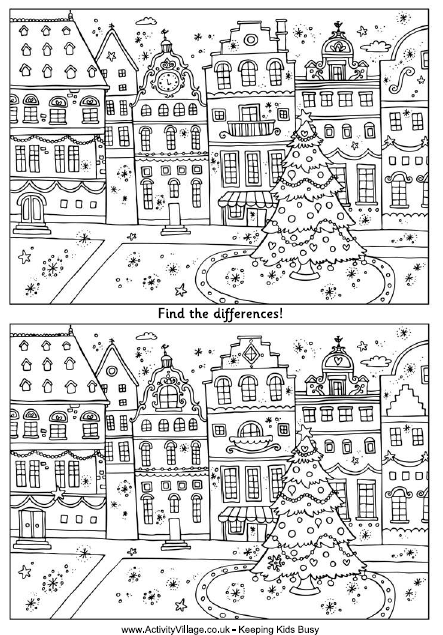 Find the differences!
www.ActivityVillage.co.uk - Keeping Kids Busy